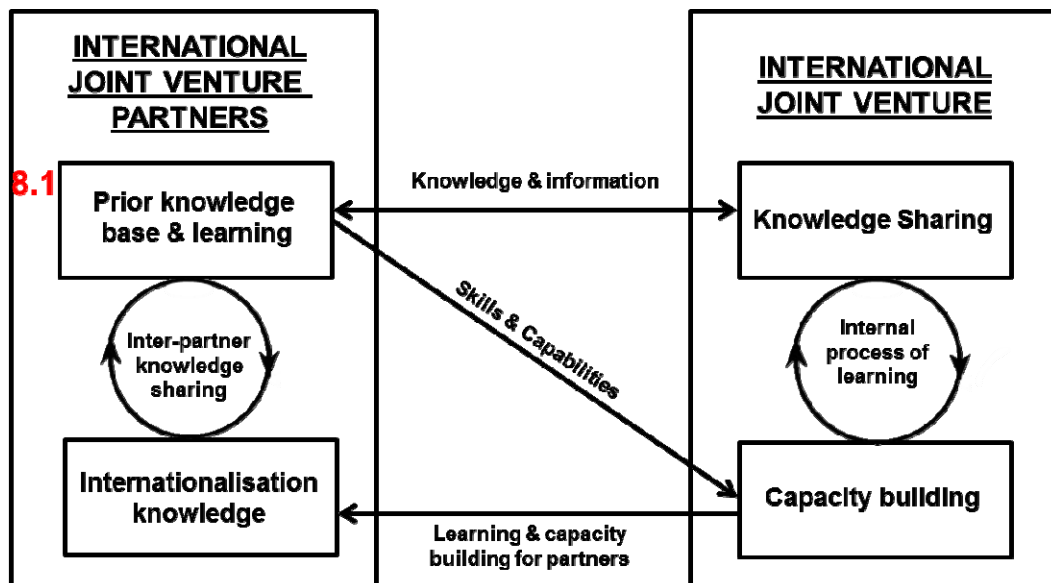 INTERNATIONAL
JOINT VENTURE
PARTNERS
8.1
Prior knowledge
base & learning
Inter-partner
knowledge
sharing
Internationalisation
knowledge
Knowledge & information
Skills & Capabilities
Learning & capacity
building for partners
INTERNATIONAL
JOINT VENTURE
Knowledge Sharing
Internal
process of
learning
Capacity building